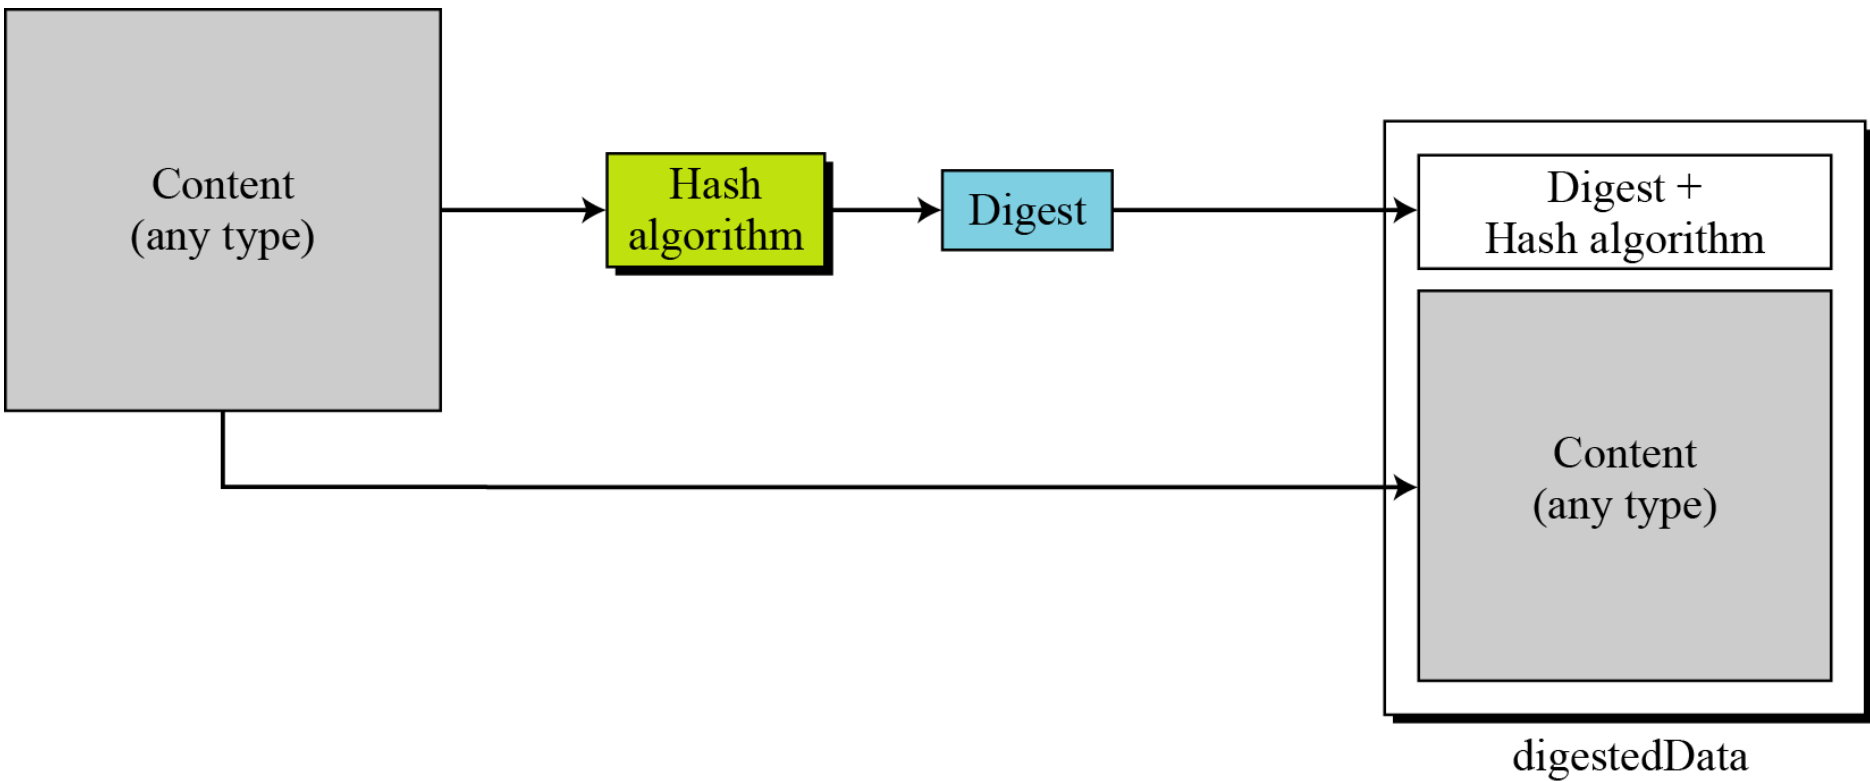 Content
(any type)
Hash
algorithm
Digest
Digest +
Hash algorithm
Content
(any type)
digestedData